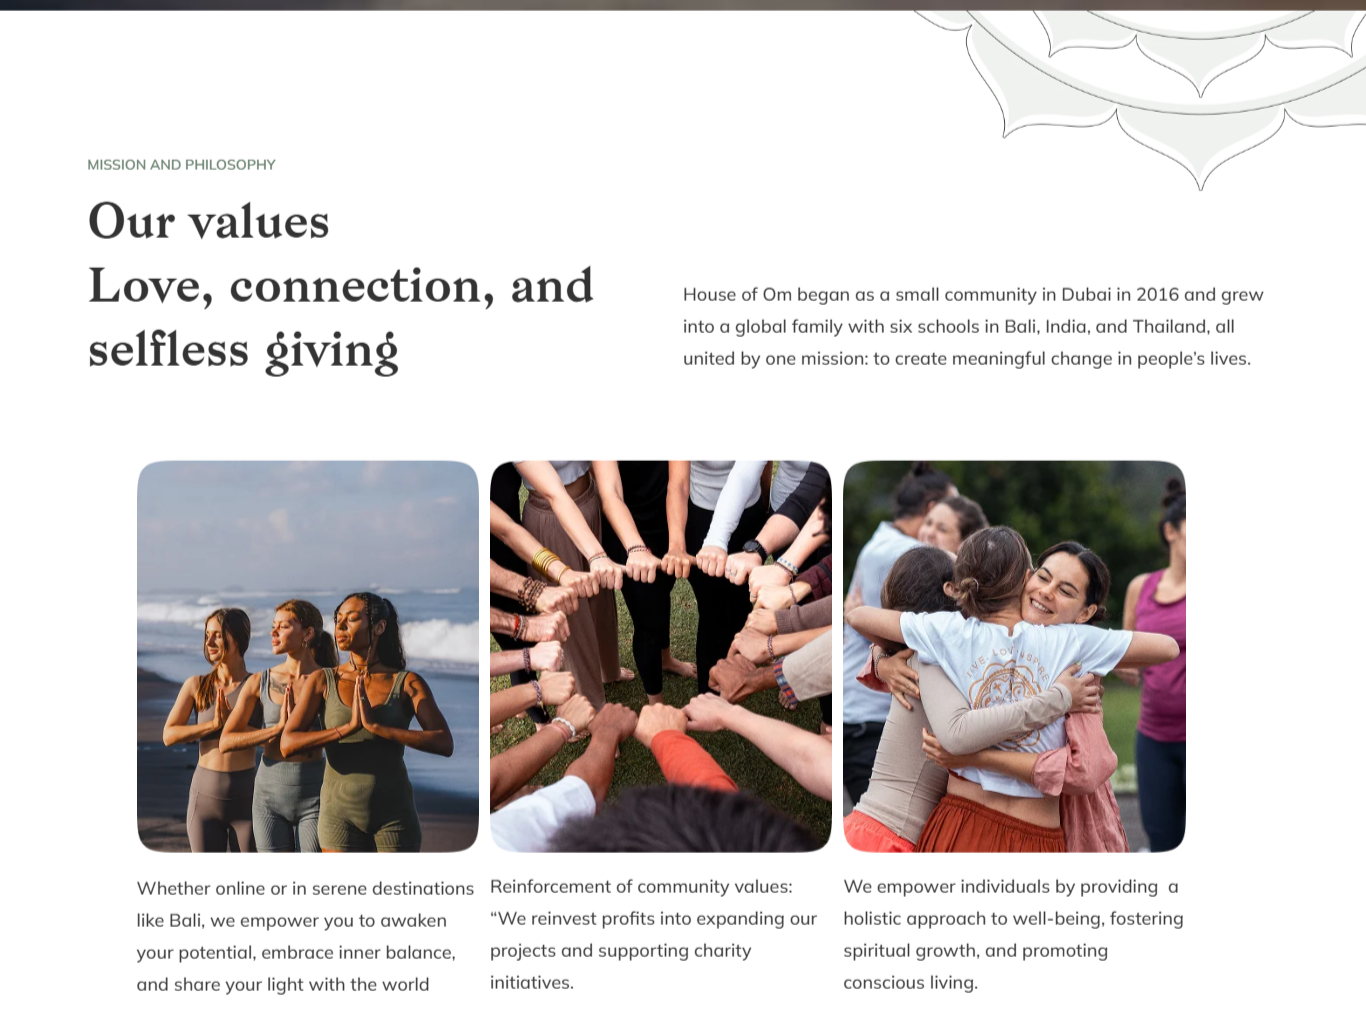 MISSION AND PHILOSOPHY
Our values
Love, connection, and
selfless giving
House of Om began as a small community in Dubai in 2016 and grew
into a global family with six schools in Bali, India, and Thailand, all
united by one mission: to create meaningful change in people's lives.
LIVE LOV INSPIRE
Whether online or in serene destinations
like Bali, we empower you to awaken
your potential, embrace inner balance,
and share your light with the world
Reinforcement of community values:
“We reinvest profits into expanding our
projects and supporting charity
initiatives.
We empower individuals by providing  a
holistic approach to well-being, fostering
spiritual growth, and promoting
conscious living.